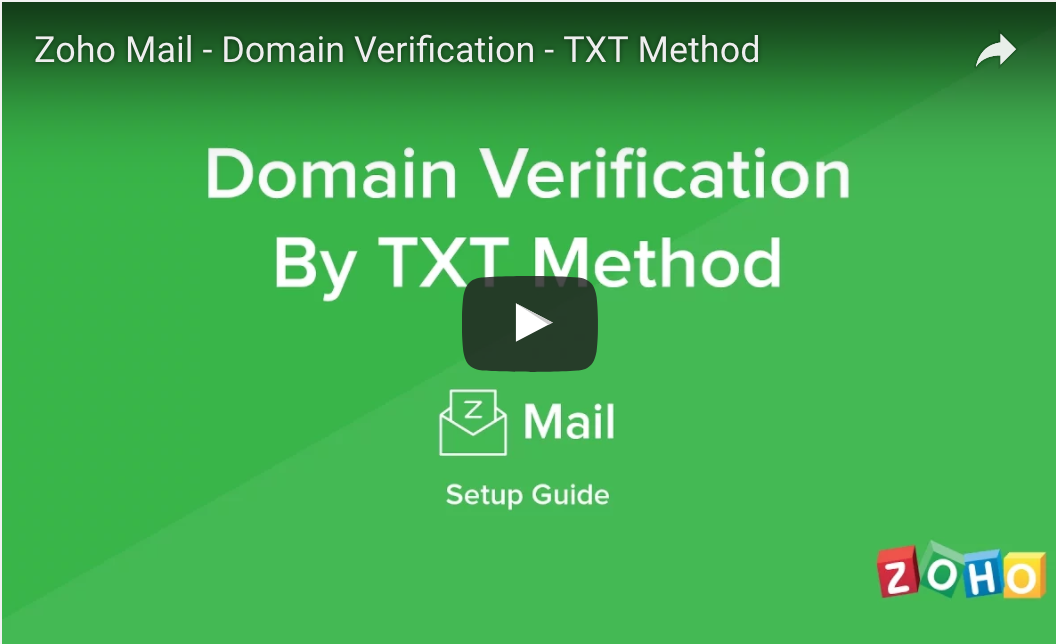 Zoho Mail - Domain Verification - TXT Method
Domain Verification
By TXT Method
Z
Mail
Setup Guide
ZOHO